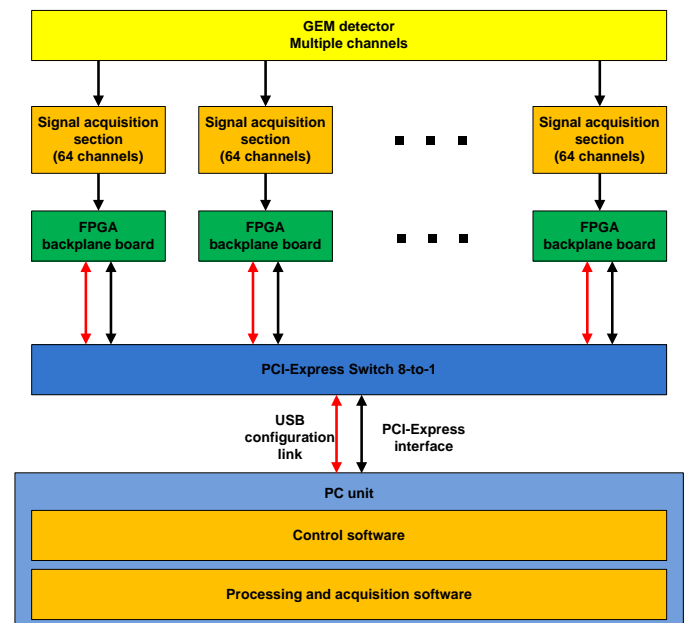 GEM detector
Multiple channels
Signal acquisition
section
(64 channels)
Signal acquisition
section
(64 channels)
Signal acquisition
section
(64 channels)
FPGA
backplane board
FPGA
backplane board
FPGA
backplane board
PCI-Express Switch 8-to-1
USB
configuration
link
PCI-Express
interface
PC unit
Control software
Processing and acquisition software